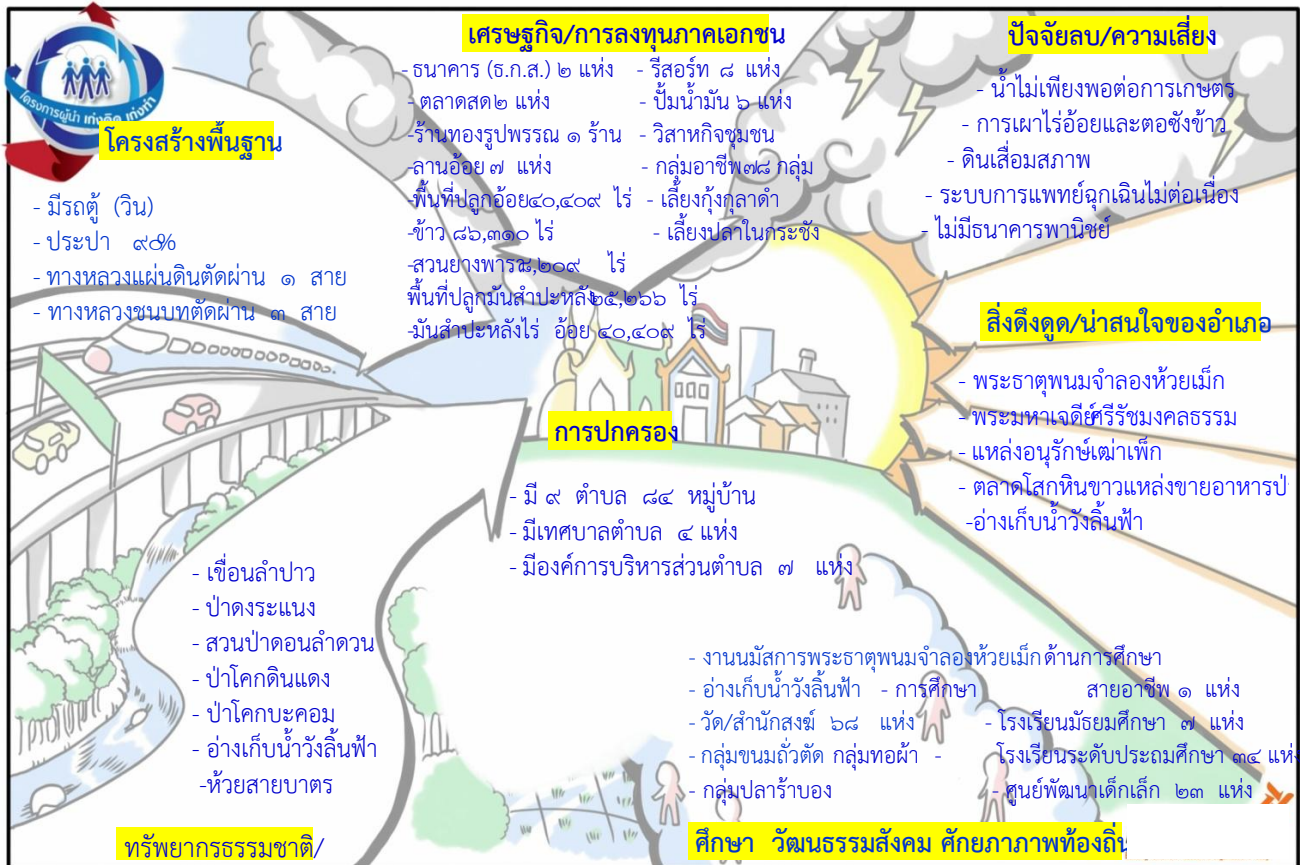 โครงการผู้นำ เก่งคิด เก่งทำ
โครงสร้างพื้นฐาน
- มีรถตู้ (วิน)
- ประปา ๙๐%
- ทางหลวงแผ่นดินตัดผ่าน ๑ สาย
- ทางหลวงชนบทตัดผ่าน ๓ สาย
เศรษฐกิจ/การลงทุนภาคเอกชน
- ธนาคาร (ธ.ก.ส.) ๒ แห่ง - รีสอร์ท ๘ แห่ง
- ตลาดสด๒ แห่ง - ปั้มน้ำมัน ๖ แห่ง
-ร้านทองรูปพรรณ ๑ ร้าน - วิสาหกิจชุมชน
-ลานอ้อย ๗ แห่ง - กลุ่มอาชีพ๗๘ กลุ่ม
-พื้นที่ปลูกอ้อย๔๐,๔๐๙ ไร่ - เลี้ยงกุ้งกุลาดำ
-ข้าว ๘๖,๓๑๐ ไร่ - เลี้ยงปลาในกระชัง
-สวนยางพารา๘,๒๐๙ ไร่
พื้นที่ปลูกมันสำปะหลัง๒๕,๒๖๖ ไร่
-มันสำปะหลังไร่ อ้อย ๔๐,๔๐๙ ไร่
ปัจจัยลบ/ความเสี่ยง
- น้ำไม่เพียงพอต่อการเกษตร
- การเผาไร่อ้อยและตอซังข้าว
- ดินเสื่อมสภาพ
- ระบบการแพทย์ฉุกเฉินไม่ต่อเนื่อง
- ไม่มีธนาคารพานิชย์
สิ่งดึงดูด/น่าสนใจของอำเภอ
- พระธาตุพนมจำลองห้วยเม็ก
- พระมหาเจดีย์ศรีรัชมงคลธรรม
- แหล่งอนุรักษ์เฒ่าเพ็ก
- ตลาดโสกหินขาวแหล่งขายอาหารป่
-อ่างเก็บน้ำวังลิ้นฟ้า
การปกครอง
- มี ๙ ตำบล ๘๔ หมู่บ้าน
- มีเทศบาลตำบล ๔ แห่ง
- มีองค์การบริหารส่วนตำบล ๗ แห่ง
- เขื่อนลำปาว
- ป่าดงระแนง
- สวนป่าดอนลำดวน
- ป่าโคกดินแดง
- ป่าโคกบะคอม
- อ่างเก็บน้ำวังลิ้นฟ้า
-ห้วยสายบาตร
ทรัพยากรธรรมชาติ/
- งานนมัสการพระธาตุพนมจำลองห้วยเม็ก ด้านการศึกษา
- อ่างเก็บน้ำวังลิ้นฟ้า - การศึกษา สายอาชีพ ๑ แห่ง
- วัด/สำนักสงฆ์ ๖๘ แห่ง - โรงเรียนมัธยมศึกษา ๗ แห่ง
- กลุ่มขนมถั่วตัด กลุ่มทอผ้า - โรงเรียนระดับประถมศึกษา ๓๔ แห่
- กลุ่มปลาร้าบอง - ศูนย์พัฒนาเด็กเล็ก ๒๓ แห่ง
ศึกษา วัฒนธรรมสังคม ศักยภาภาพท้องถิ่น